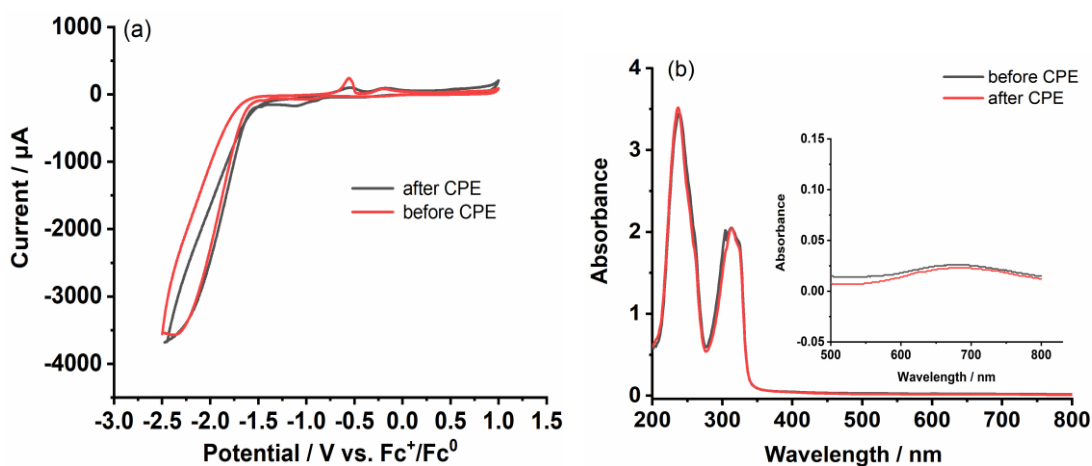 (a)
1000
0
-1000
-2000
-3000
-4000
Current / µA
after CPE
before CPE
-3.0 -2.5 -2.0 -1.5 -1.0 -0.5 0.0 0.5 1.0 1.5
Potential / V vs. Fc⁺/Fc⁰
(b)
4
3
2
1
0
Absorbance
before CPE
after CPE
0.15
0.10
0.05
0.00
-0.05
Absorbance
500 600 700 800
Wavelength / nm
200 300 400 500 600 700 800
Wavelength / nm